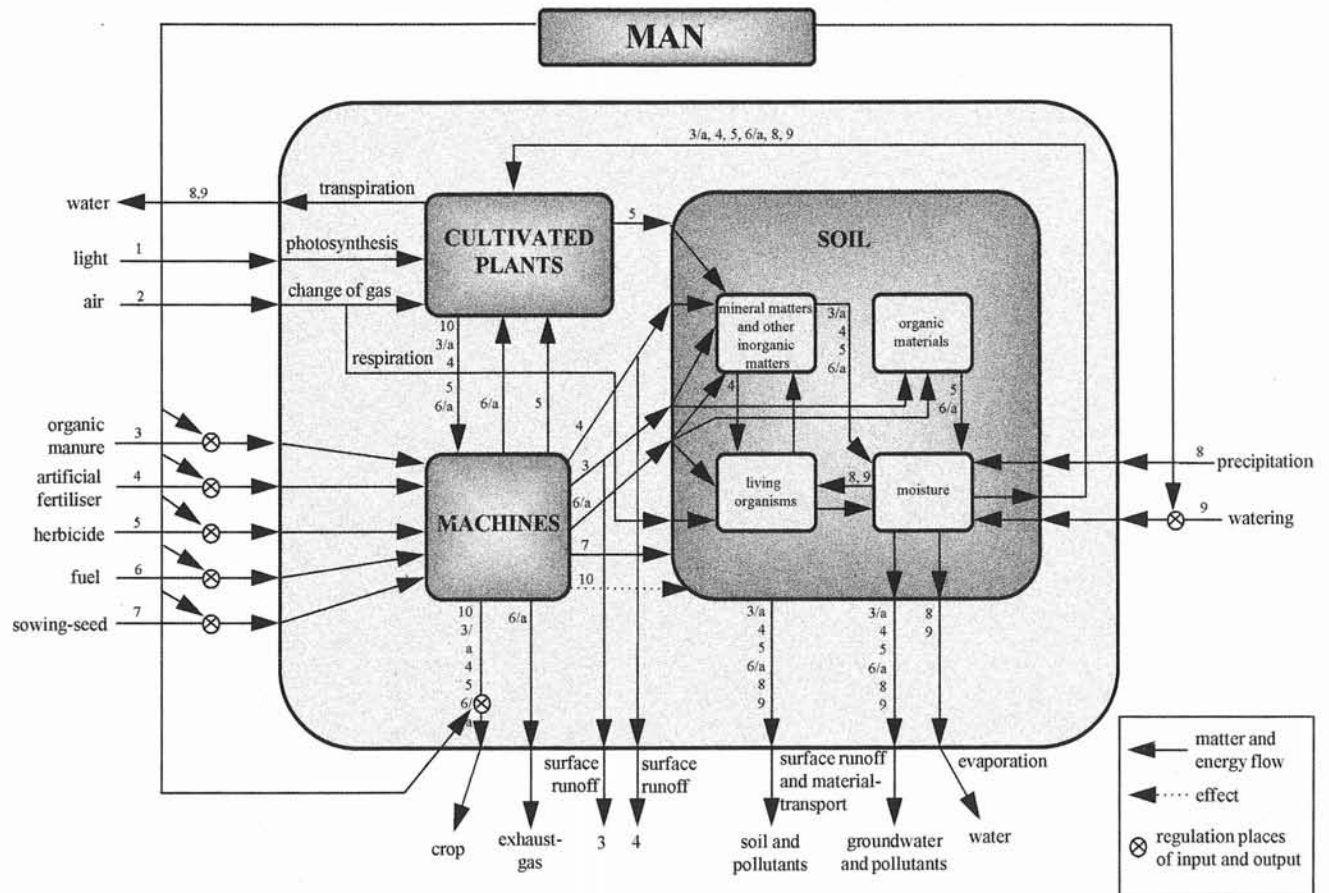 MAN
3/a, 4, 5, 6/a, 8, 9
water
8,9
transpiration
light
1
photosynthesis
air
2
change of gas
respiration
CULTIVATED
PLANTS
5
SOIL
mineral matters
and other
inorganic
matters
3/a
4
5
6/a
organic
materials
10
3/a
4
5
6/a
6/a
5
4
3
6/a
4
5
6/a
organic
manure
3
artificial
fertiliser
4
herbicide
5
fuel
6
sowing-seed
7
MACHINES
7
10
living
organisms
8, 9
moisture
8
precipitation
9
watering
10
3/
a
4
5
6/
a
6/a
3/a
4
5
6/a
8
9
3/a
4
5
6/a
8
9
8
9
surface
runoff
surface
runoff
surface runoff
and material-
transport
evaporation
crop
exhaust-
gas
3
4
soil and
pollutants
groundwater
and pollutants
water
matter and
energy flow
effect
regulation places
of input and output